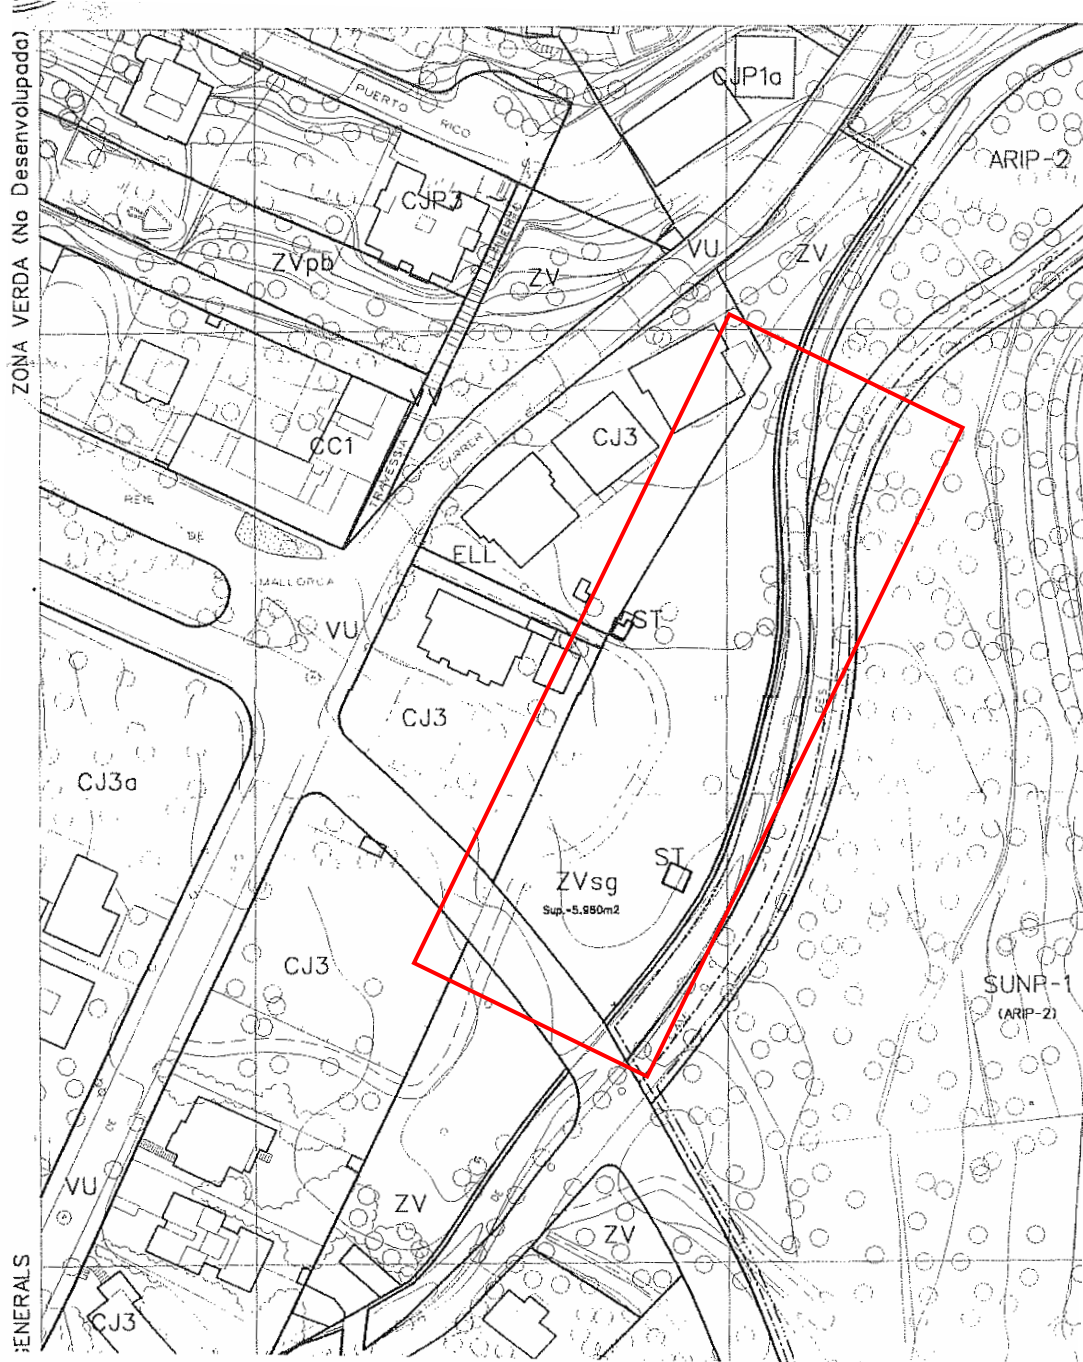 ZONA VERDA (No Desenvolupada)
CJP1a
PUERTO
RICO
ARIP-2
CJP3
VU
ZV
ZVpb
ZV
CJ3
CC1
CARRER
TRAVESSIA
REIS
DE
MALLORCA
ELL
ST
VU
CJ3
CJ3a
ST
ZVsg
Sup.=5.980m2
CJ3
SUNP-1
(ARIP-2)
VU
ZV
ZV
CJ3
GENERALS